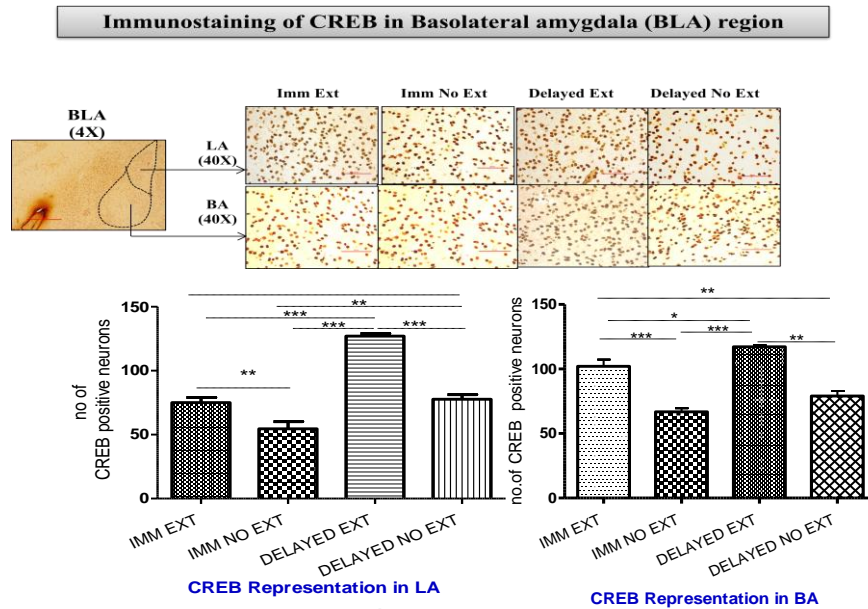 Immunostaining of CREB in Basolateral amygdala (BLA) region
Imm Ext
Imm No Ext
Delayed Ext
Delayed No Ext
BLA
(4X)
LA
(40X)
BA
(40X)
150
100
50
0
no of
CREB positive neurons
**
***
***
***
**
IMM EXT
IMM NO EXT
DELAYED EXT
DELAYED NO EXT
CREB Representation in LA
150
100
50
0
no.of CREB positive neurons
**
*
***
***
**
IMM EXT
IMM NO EXT
DELAYED EXT
DELAYED NO EXT
CREB Representation in BA